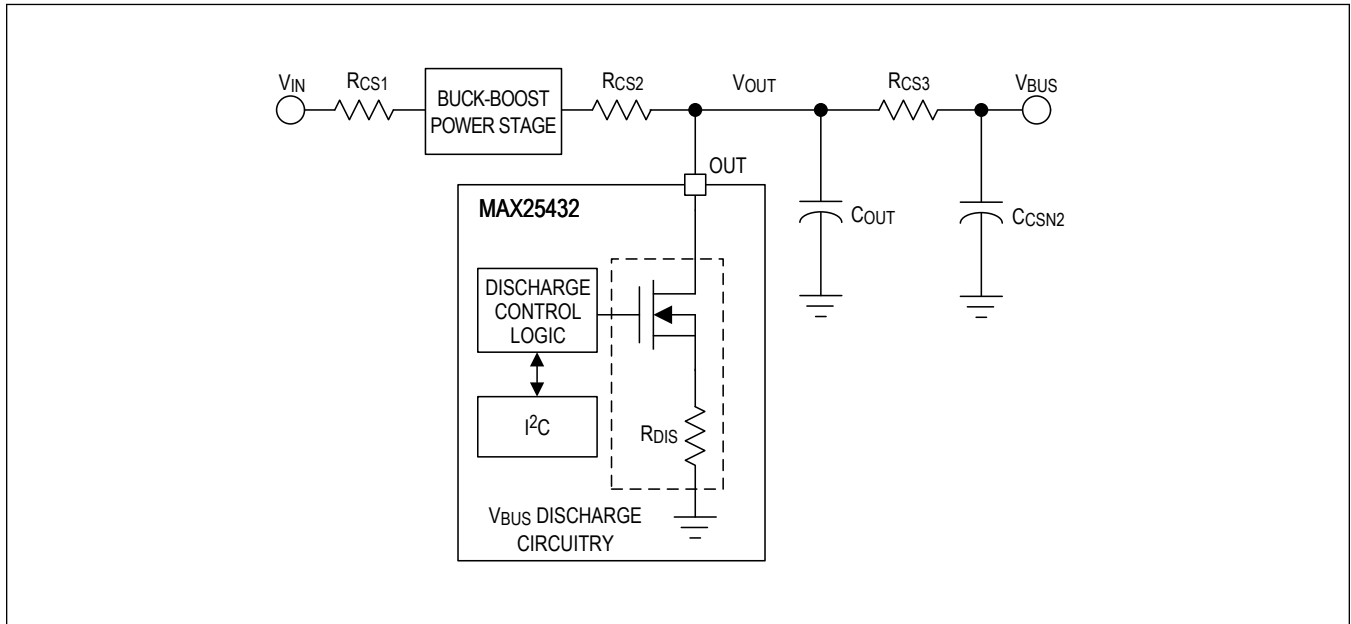 VIN
RCS1
BUCK-BOOST
POWER STAGE
RCS2
VOUT
RCS3
VBUS
OUT
MAX25432
COUT
CCSN2
DISCHARGE
CONTROL
LOGIC
I2C
RDIS
VBUS DISCHARGE
CIRCUITRY